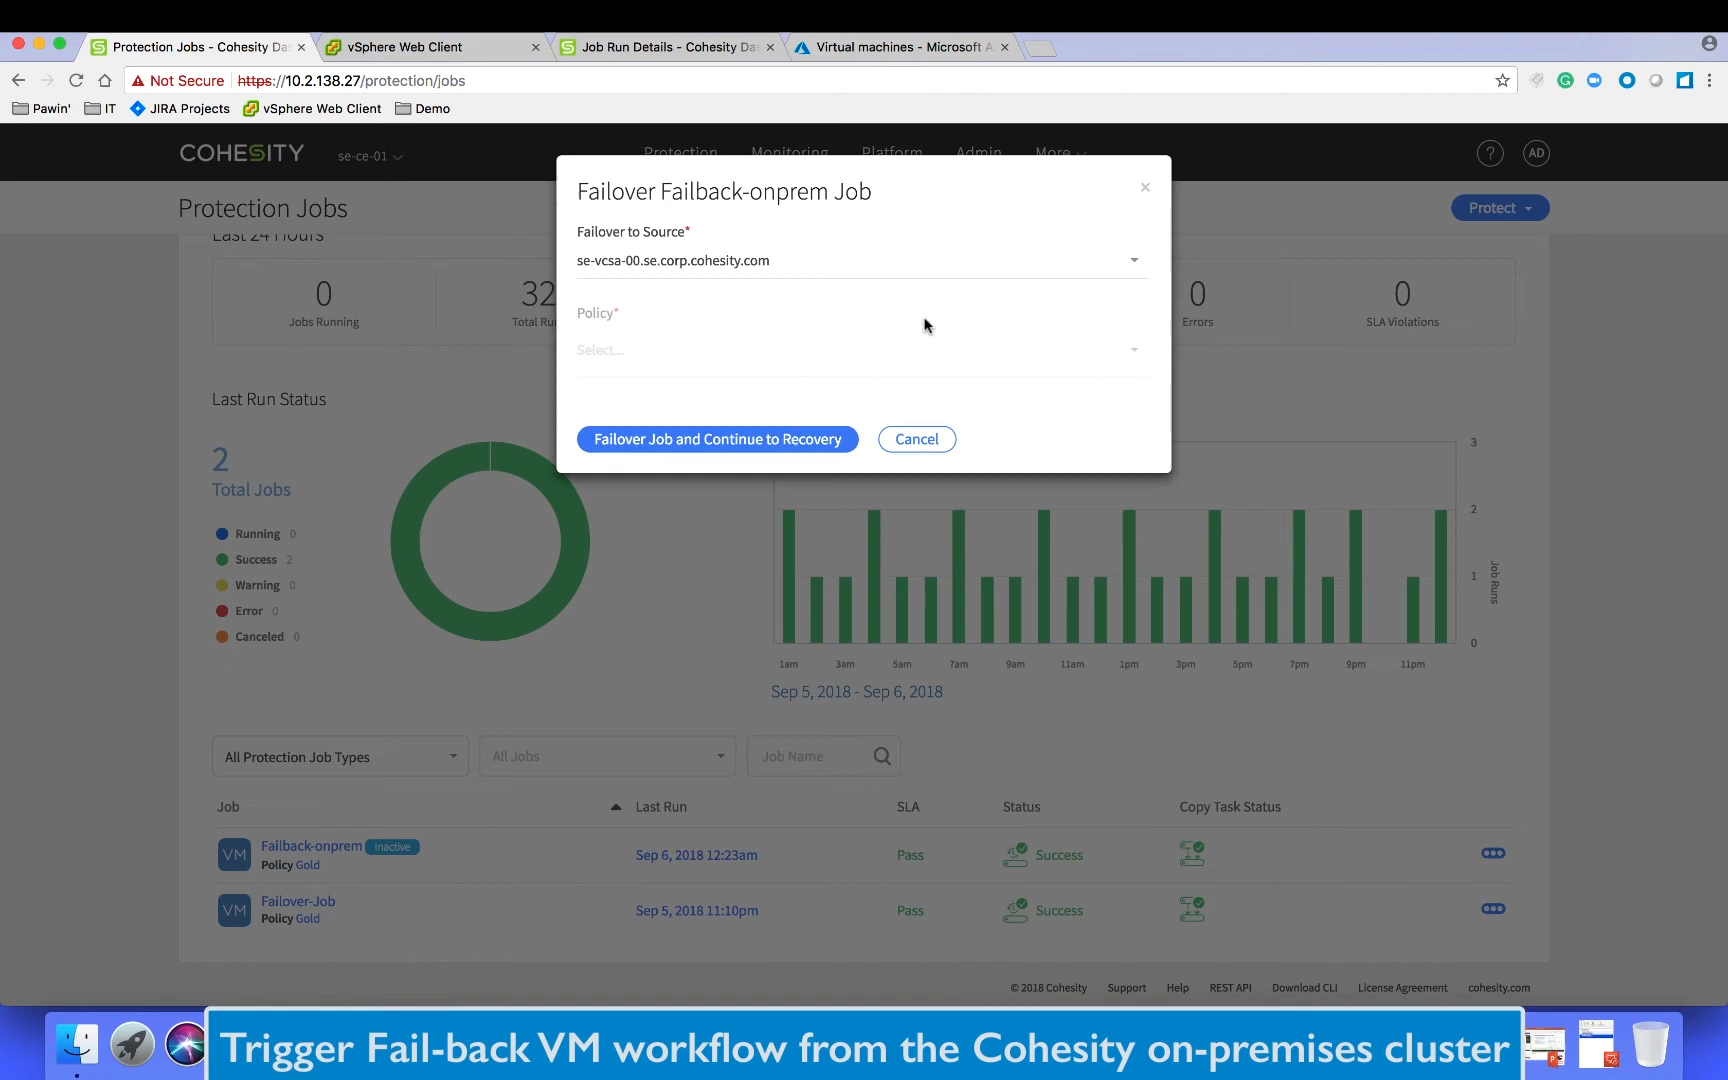 Protection Jobs - Cohesity Das
vSphere Web Client
Job Run Details - Cohesity Das
Virtual machines - Microsoft A
Not Secure https://10.2.138.27/protection/jobs
Pawin' IT JIRA Projects vSphere Web Client Demo
COHESITY se-ce-01 Protection Monitoring Platform Admin More ? AD
Protection Jobs Protect
Failover Failback-onprem Job
Failover to Source*
se-vcsa-00.se.corp.cohesity.com
Policy*
Select...
Failover Job and Continue to Recovery Cancel
Last 24 Hours
0 32 0 0
Jobs Running Total Ru Errors SLA Violations
Last Run Status
2
Total Jobs
Running 0
Success 2
Warning 0
Error 0
Canceled 0
3
2
1
0
Job Runs
1am 3am 5am 7am 9am 11am 1pm 3pm 5pm 7pm 9pm 11pm
Sep 5, 2018 - Sep 6, 2018
All Protection Job Types All Jobs Job Name
Job Last Run SLA Status Copy Task Status
VM Failback-onprem Inactive Sep 6, 2018 12:23am Pass Success
Policy Gold
VM Failover-Job Sep 5, 2018 11:10pm Pass Success
Policy Gold
© 2018 Cohesity Support Help REST API Download CLI License Agreement cohesity.com
Trigger Fail-back VM workflow from the Cohesity on-premises cluster